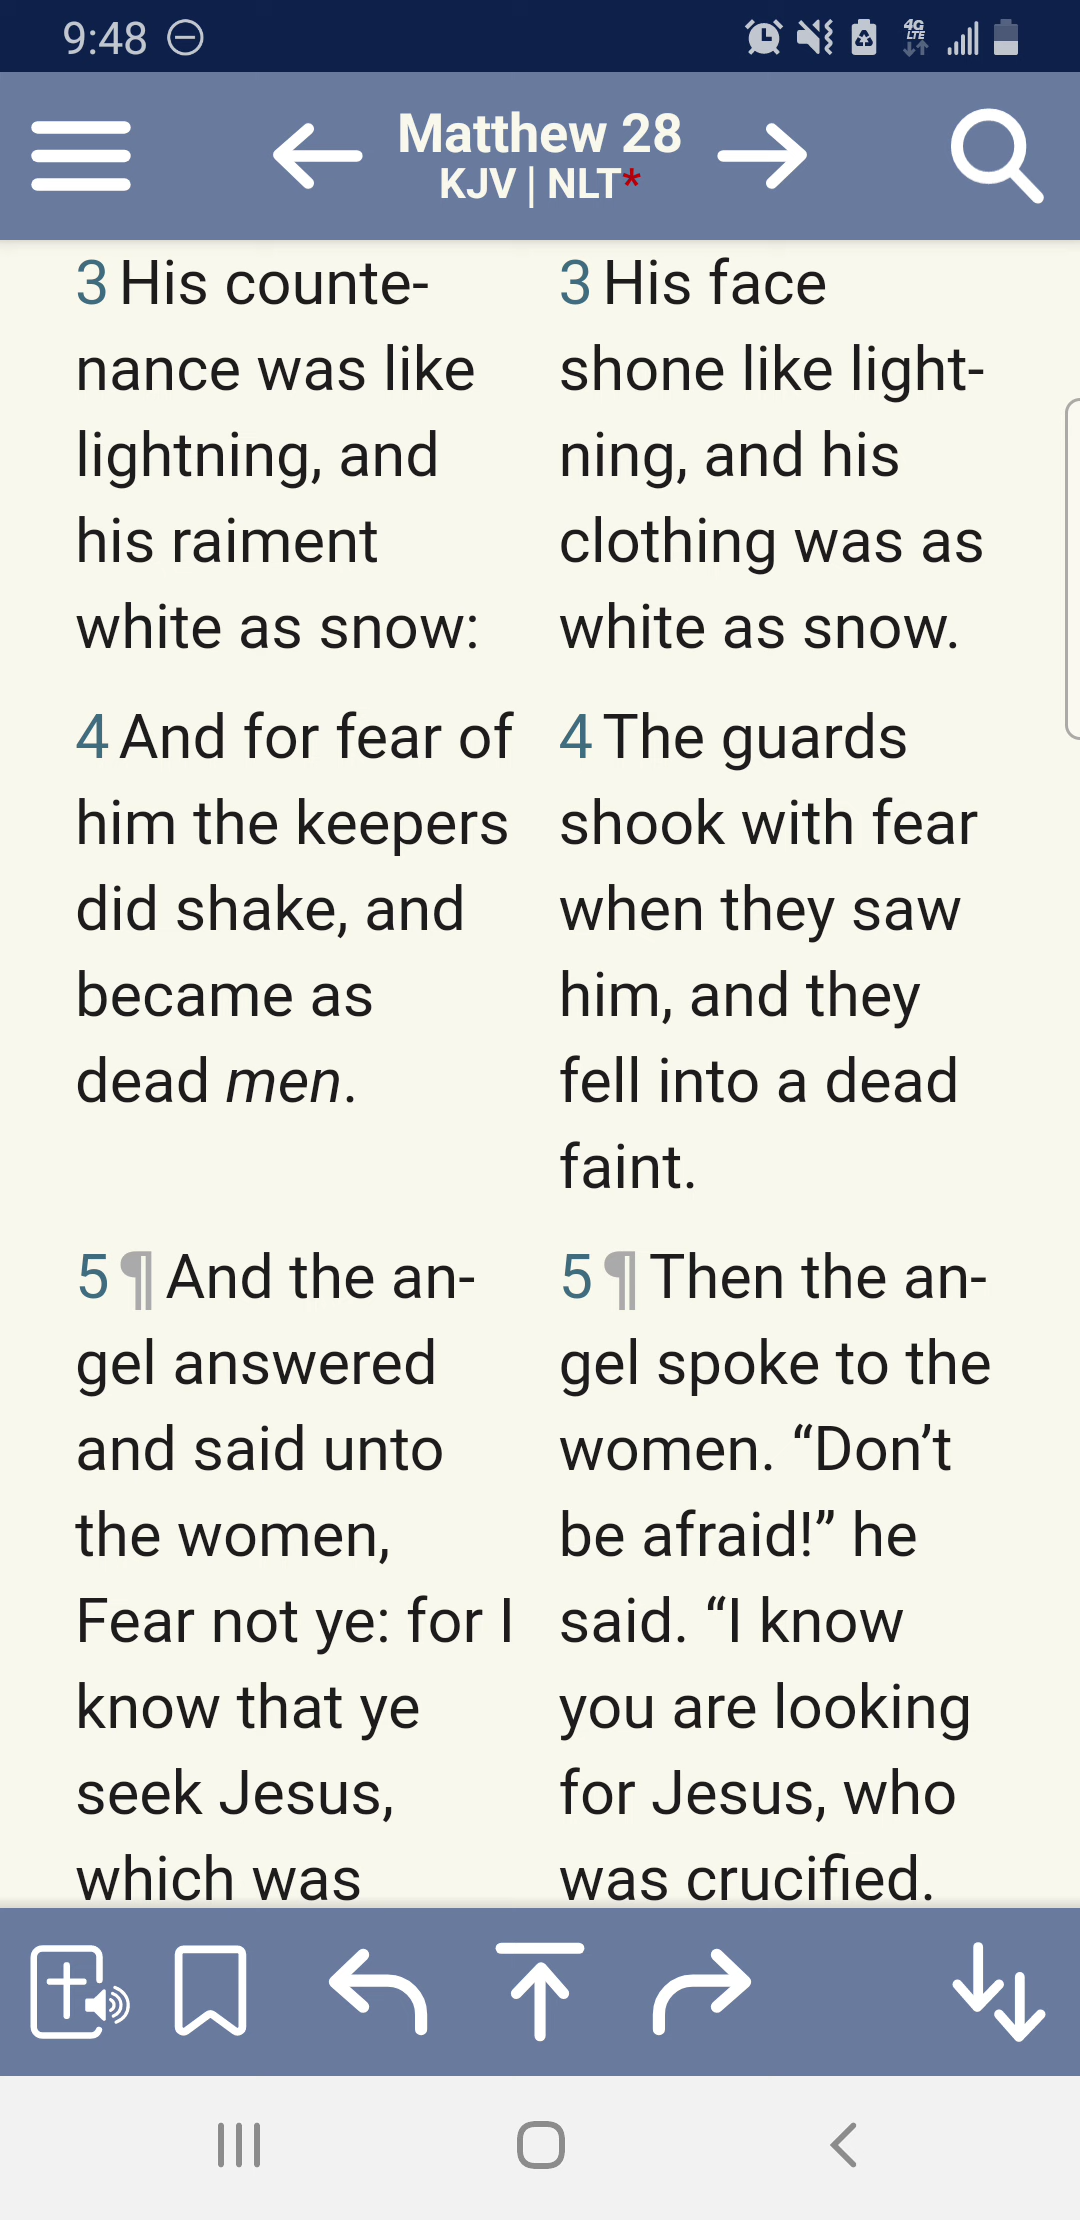 9:48
4G
LTE
Matthew 28
KJV | NLT*
3 His counte-
nance was like
lightning, and
his raiment
white as snow:
4 And for fear of
him the keepers
did shake, and
became as
dead men.
5 ¶ And the an-
gel answered
and said unto
the women,
Fear not ye: for I
know that ye
seek Jesus,
which was
3 His face
shone like light-
ning, and his
clothing was as
white as snow.
4 The guards
shook with fear
when they saw
him, and they
fell into a dead
faint.
5 ¶ Then the an-
gel spoke to the
women. “Don’t
be afraid!” he
said. “I know
you are looking
for Jesus, who
was crucified.